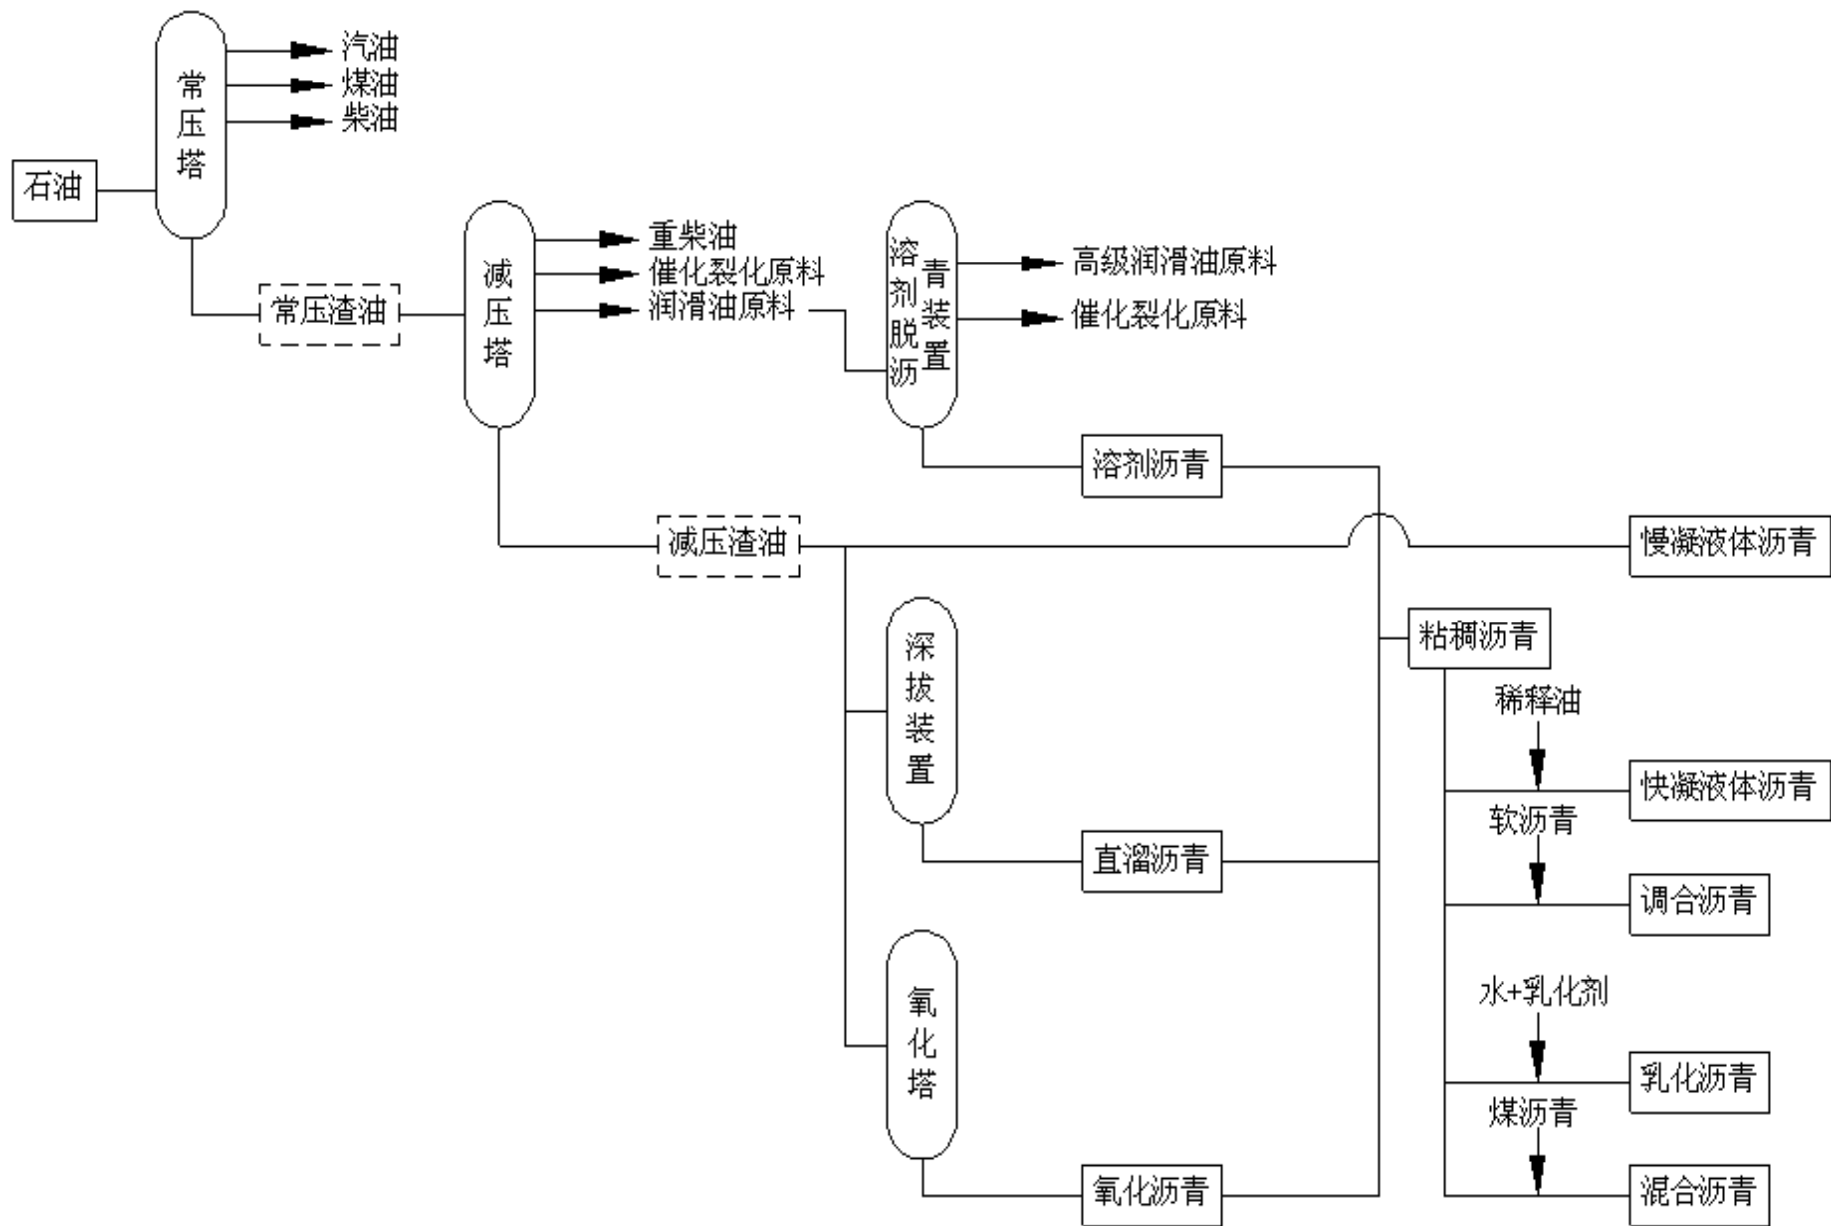 汽油
煤油
柴油
常压塔
石油
常压渣油
减压塔
重柴油
催化裂化原料
润滑油原料
溶剂脱沥
青装置
高级润滑油原料
催化裂化原料
溶剂沥青
减压渣油
慢凝液体沥青
粘稠沥青
深拔装置
稀释油
快凝液体沥青
软沥青
直溜沥青
调合沥青
氧化塔
水+乳化剂
乳化沥青
煤沥青
氧化沥青
混合沥青